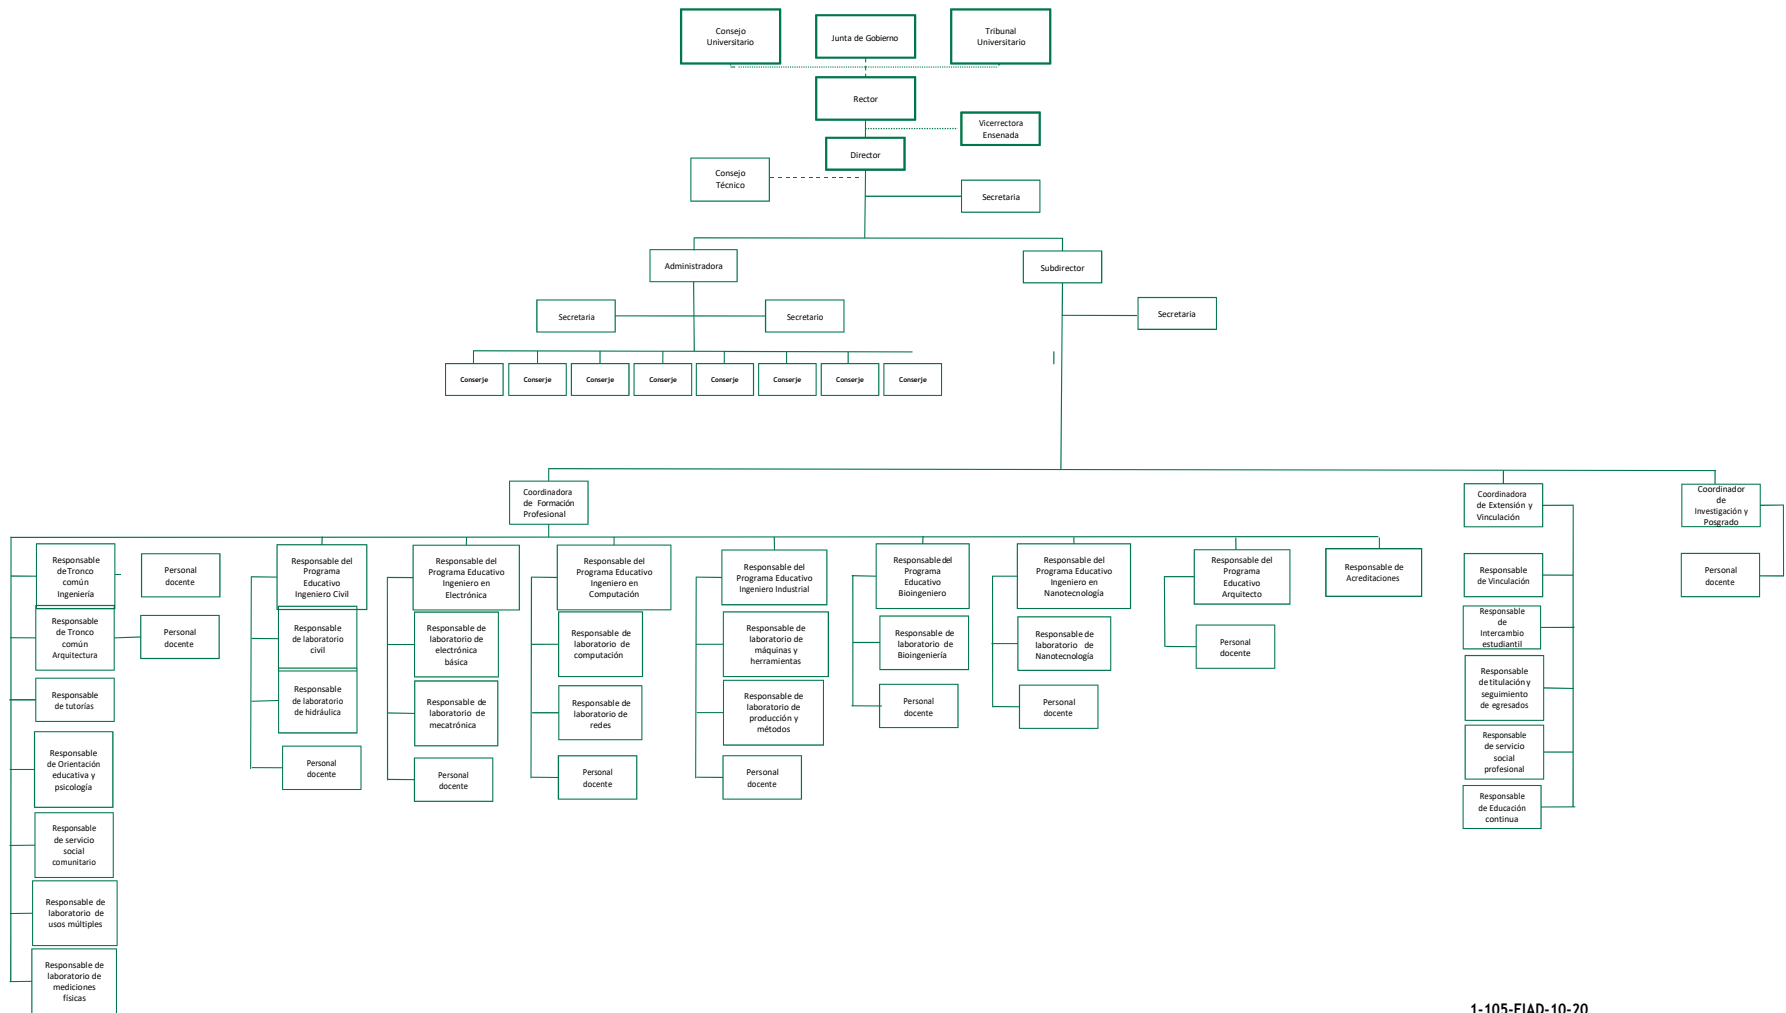 Consejo
Universitario
Junta de Gobierno
Tribunal
Universitario
Rector
Vicerrectora
Ensenada
Director
Consejo
Técnico
Secretaria
Administradora
Subdirector
Secretaria
Secretario
Secretaria
Conserje
Conserje
Conserje
Conserje
Conserje
Conserje
Conserje
Conserje
Coordinadora
de Formación
Profesional
Coordinadora
de Extensión y
Vinculación
Coordinador
de
Investigación y
Posgrado
Responsable
de Tronco
común
Ingeniería
Personal
docente
Responsable
de Tronco
común
Arquitectura
Personal
docente
Responsable
de tutorías
Responsable
de Orientación
educativa y
psicología
Responsable
de servicio
social
comunitario
Responsable de
laboratorio de
usos múltiples
Responsable de
laboratorio de
mediciones
físicas
Responsable del
Programa
Educativo
Ingeniero Civil
Responsable
de laboratorio
civil
Responsable
de laboratorio
de hidráulica
Personal
docente
Responsable del
Programa Educativo
Ingeniero en
Electrónica
Responsable de
laboratorio de
electrónica
básica
Responsable de
laboratorio de
mecatrónica
Personal
docente
Responsable del
Programa Educativo
Ingeniero en
Computación
Responsable de
laboratorio de
computación
Responsable de
laboratorio de
redes
Personal
docente
Responsable del
Programa Educativo
Ingeniero Industrial
Responsable de
laboratorio de
máquinas y
herramientas
Responsable de
laboratorio de
producción y
métodos
Personal
docente
Responsable del
Programa
Educativo
Bioingeniero
Responsable de
laboratorio de
Bioingeniería
Personal
docente
Responsable del
Programa Educativo
Ingeniero en
Nanotecnología
Responsable de
laboratorio de
Nanotecnología
Personal
docente
Responsable del
Programa
Educativo
Arquitecto
Personal
docente
Responsable de
Acreditaciones
Responsable
de Vinculación
Responsable
de
Intercambio
estudiantil
Responsable
de titulación y
seguimiento
de egresados
Responsable
de servicio
social
profesional
Responsable
de Educación
continua
Personal
docente
1-105-FIAD-10-20